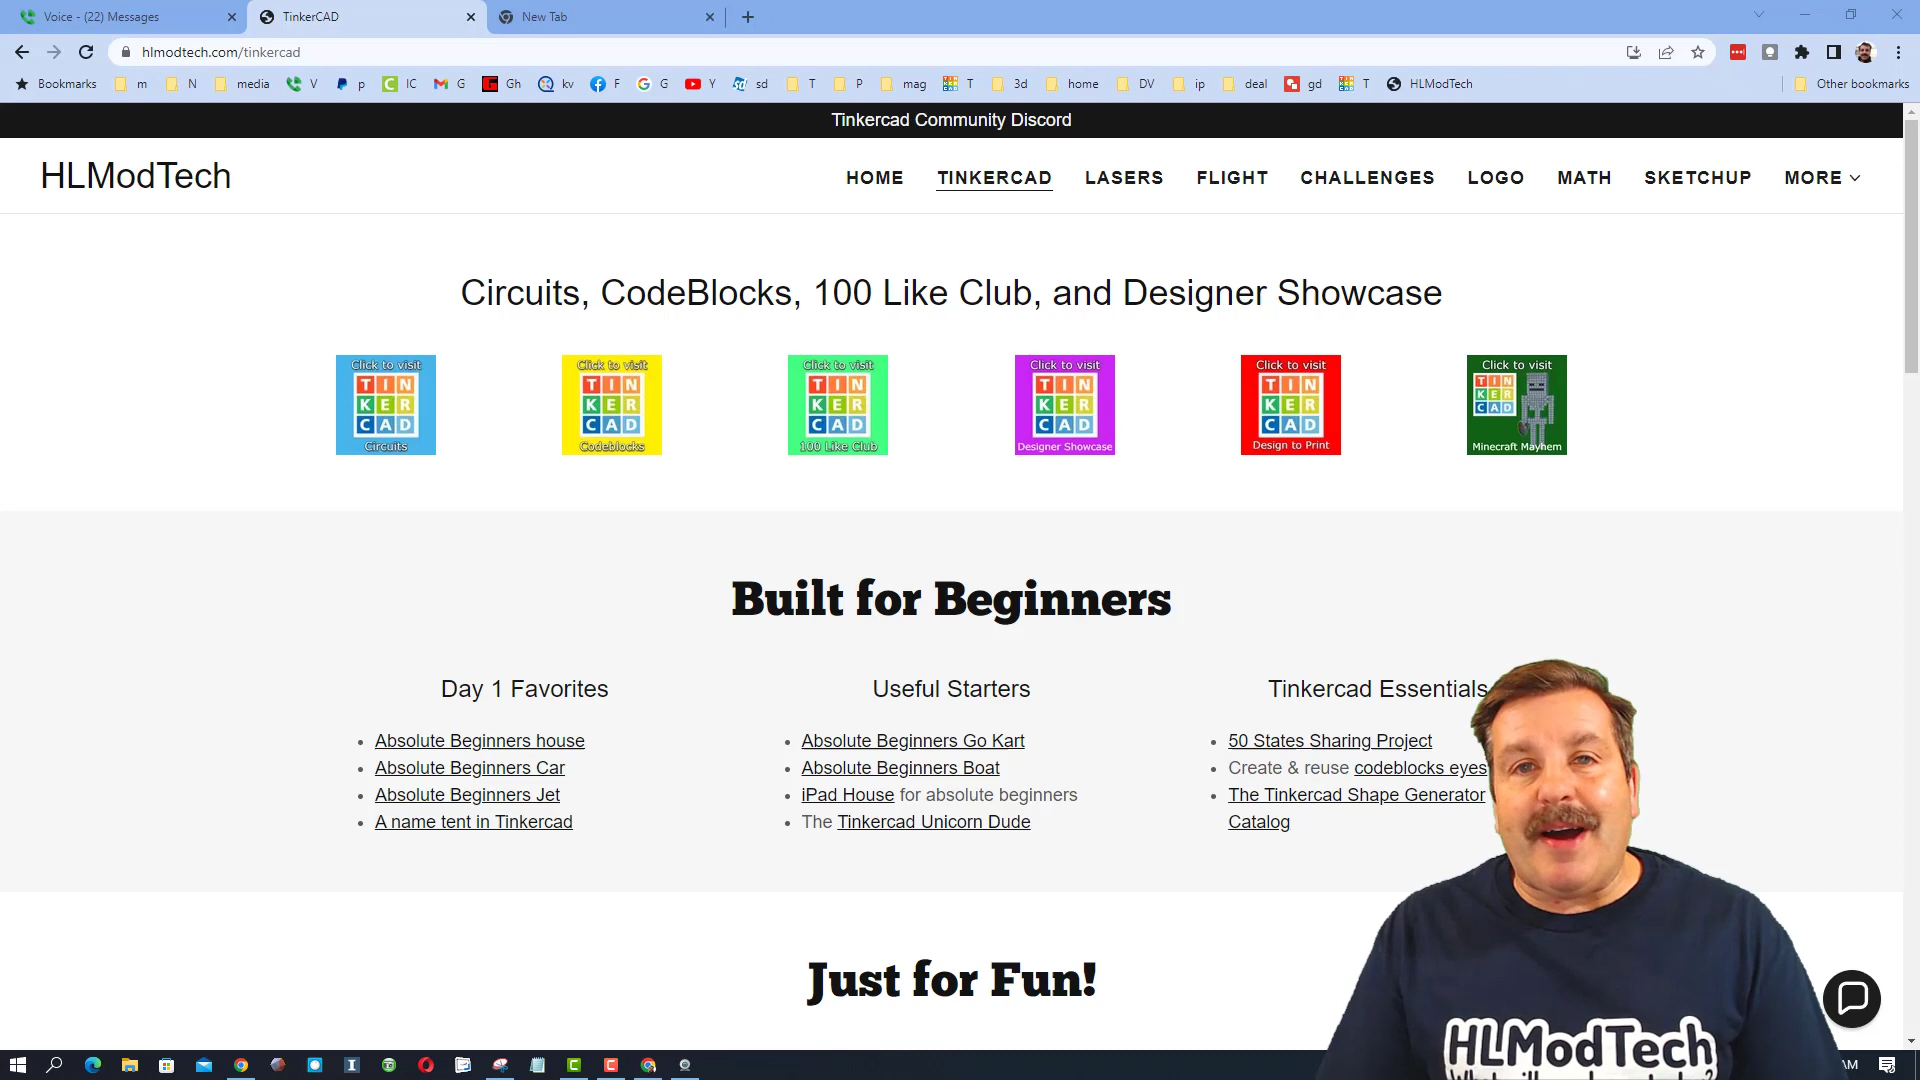 Voice - (22) Messages
TinkerCAD
New Tab
hlmodtech.com/tinkercad
Bookmarks m N media V p IC G Gh kv F G Y sd T P mag T 3d home DV ip deal gd T HLModTech Other bookmarks
Tinkercad Community Discord
HLModTech
HOME TINKERCAD LASERS FLIGHT CHALLENGES LOGO MATH SKETCHUP MORE
Circuits, CodeBlocks, 100 Like Club, and Designer Showcase
Click to visit
TIN
KER
CAD
Circuits
Click to visit
TIN
KER
CAD
Codeblocks
Click to visit
TIN
KER
CAD
100 Like Club
Click to visit
TIN
KER
CAD
Designer Showcase
Click to visit
TIN
KER
CAD
Design to Print
Click to visit
TIN
KER
CAD
Minecraft Mayhem
Built for Beginners
Day 1 Favorites
Absolute Beginners house
Absolute Beginners Car
Absolute Beginners Jet
A name tent in Tinkercad
Useful Starters
Absolute Beginners Go Kart
Absolute Beginners Boat
iPad House for absolute beginners
The Tinkercad Unicorn Dude
Tinkercad Essentials
50 States Sharing Project
Create & reuse codeblocks eyes
The Tinkercad Shape Generator
Catalog
Just for Fun!
HLModTech
AM